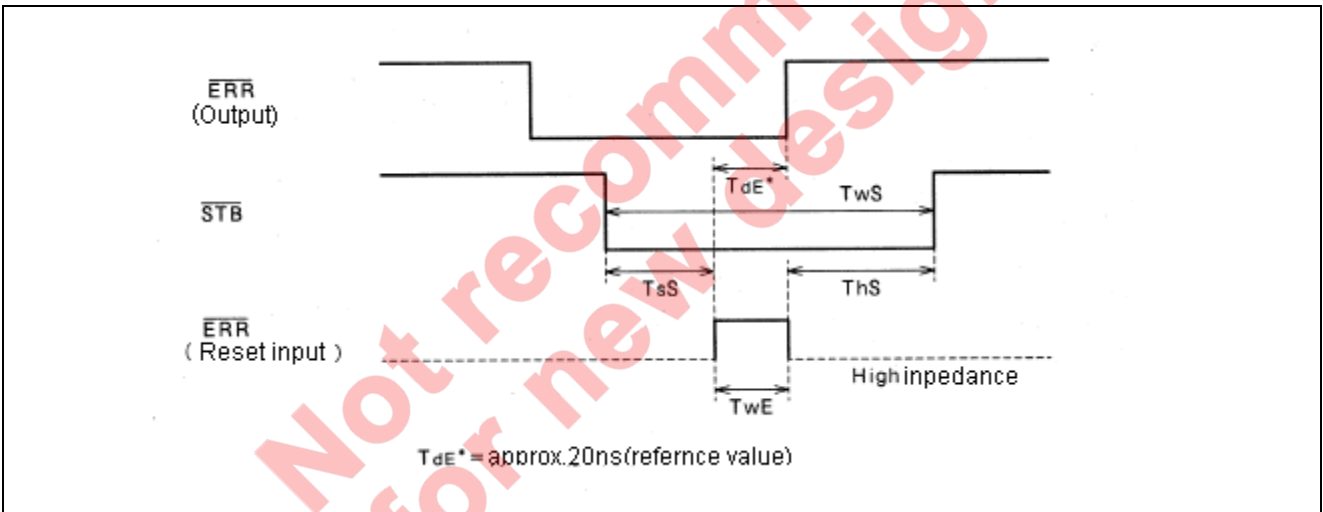 ERR
(Output)
TdE*
TwS
STB
TsS
ThS
ERR
( Reset input )
High inpedance
TwE
TdE* = approx.20ns(refernce value)
Not recomm
for new design